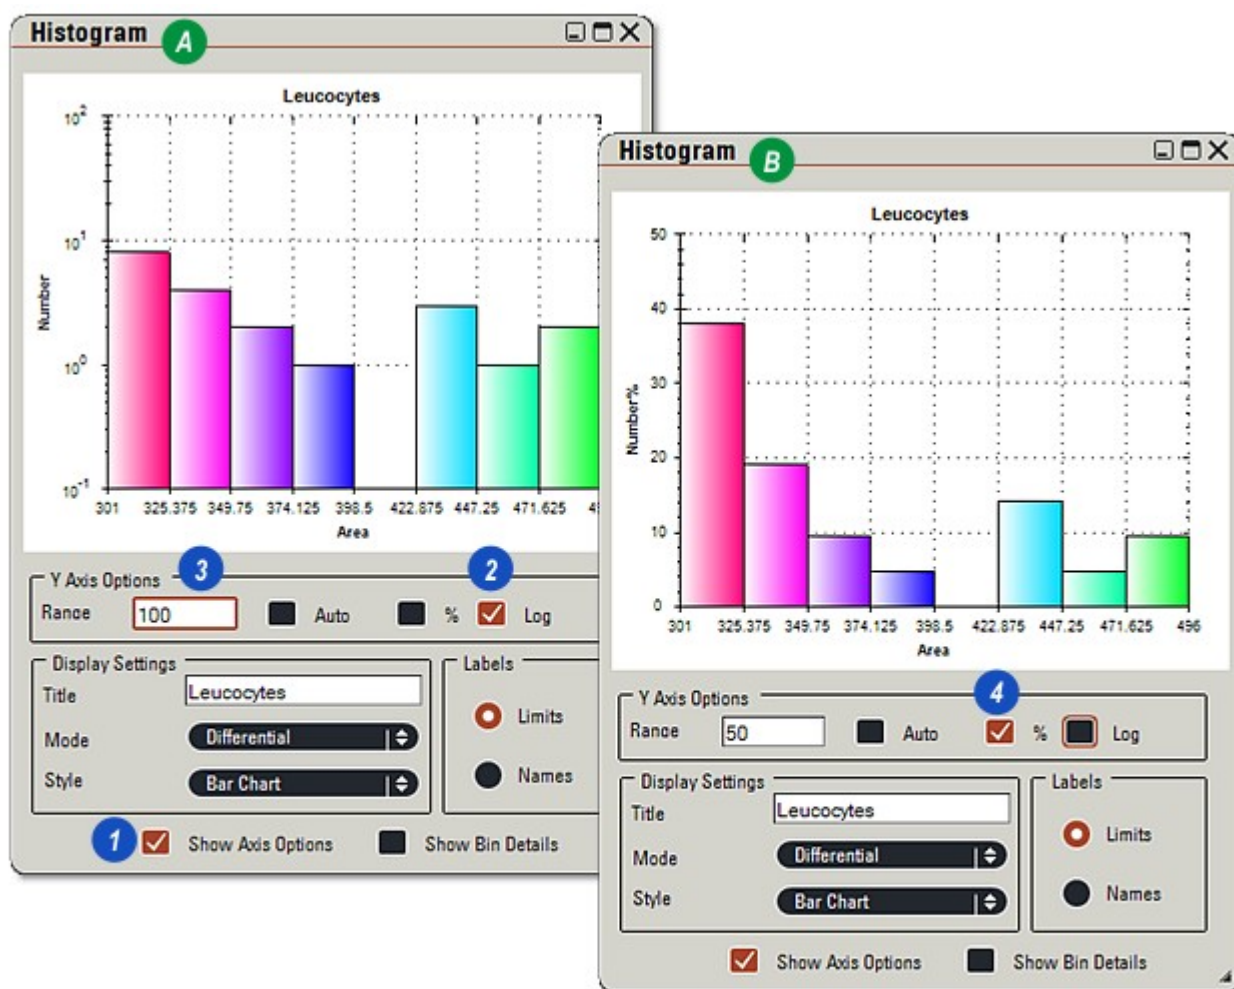 Histogram A
Leucocytes
10²
10¹
10⁰
10⁻¹
Number
301 325.375 349.75 374.125 398.5 422.875 447.25 471.625
Area
3 2
Y Axis Options
Range 100 Auto % Log
Display Settings Labels
Title Leucocytes
Limits
Mode Differential
Style Bar Chart
Names
1 Show Axis Options Show Bin Details
Histogram B
Leucocytes
50
40
30
20
10
0
Number%
301 325.375 349.75 374.125 398.5 422.875 447.25 471.625 496
Area
4
Y Axis Options
Range 50 Auto % Log
Display Settings Labels
Title Leucocytes
Limits
Mode Differential
Style Bar Chart
Names
Show Axis Options Show Bin Details